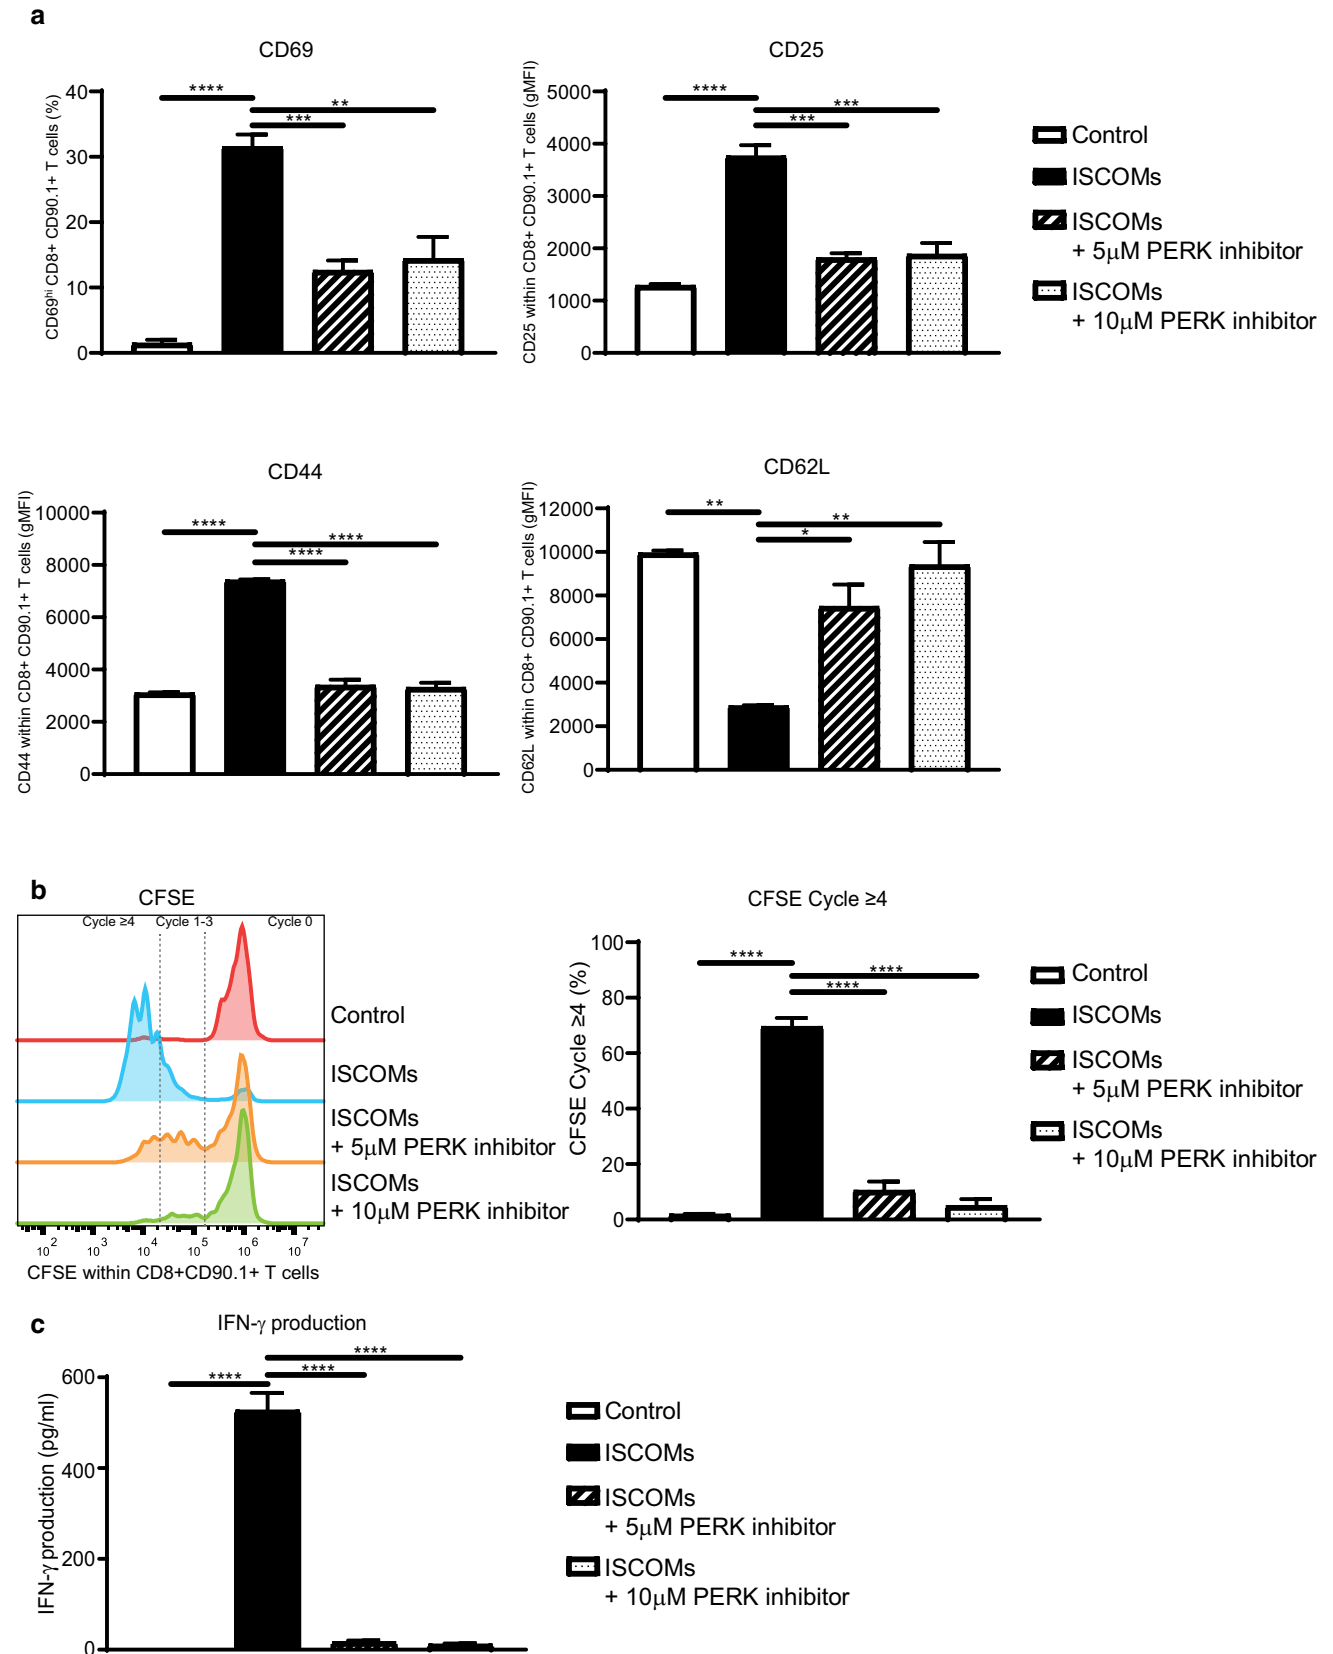 a
CD69
CD69hi CD8+ CD90.1+ T cells (%)
40
30
20
10
0
****
**
***
CD25
CD25 within CD8+ CD90.1+ T cells (gMFI)
5000
4000
3000
2000
1000
0
****
***
***
Control
ISCOMs
ISCOMs
+ 5μM PERK inhibitor
ISCOMs
+ 10μM PERK inhibitor
CD44
CD44 within CD8+ CD90.1+ T cells (gMFI)
10000
8000
6000
4000
2000
0
****
****
****
CD62L
CD62L within CD8+ CD90.1+ T cells (gMFI)
12000
10000
8000
6000
4000
2000
0
**
**
*
b
CFSE
Cycle ≥4 Cycle 1-3 Cycle 0
Control
ISCOMs
ISCOMs
+ 5μM PERK inhibitor
ISCOMs
+ 10μM PERK inhibitor
10^2 10^3 10^4 10^5 10^6 10^7
CFSE within CD8+CD90.1+ T cells
CFSE Cycle ≥4
CFSE Cycle ≥4 (%)
100
80
60
40
20
0
****
****
****
Control
ISCOMs
ISCOMs
+ 5μM PERK inhibitor
ISCOMs
+ 10μM PERK inhibitor
c
IFN-γ production
IFN-γ production (pg/ml)
600
400
200
0
****
****
****
Control
ISCOMs
ISCOMs
+ 5μM PERK inhibitor
ISCOMs
+ 10μM PERK inhibitor